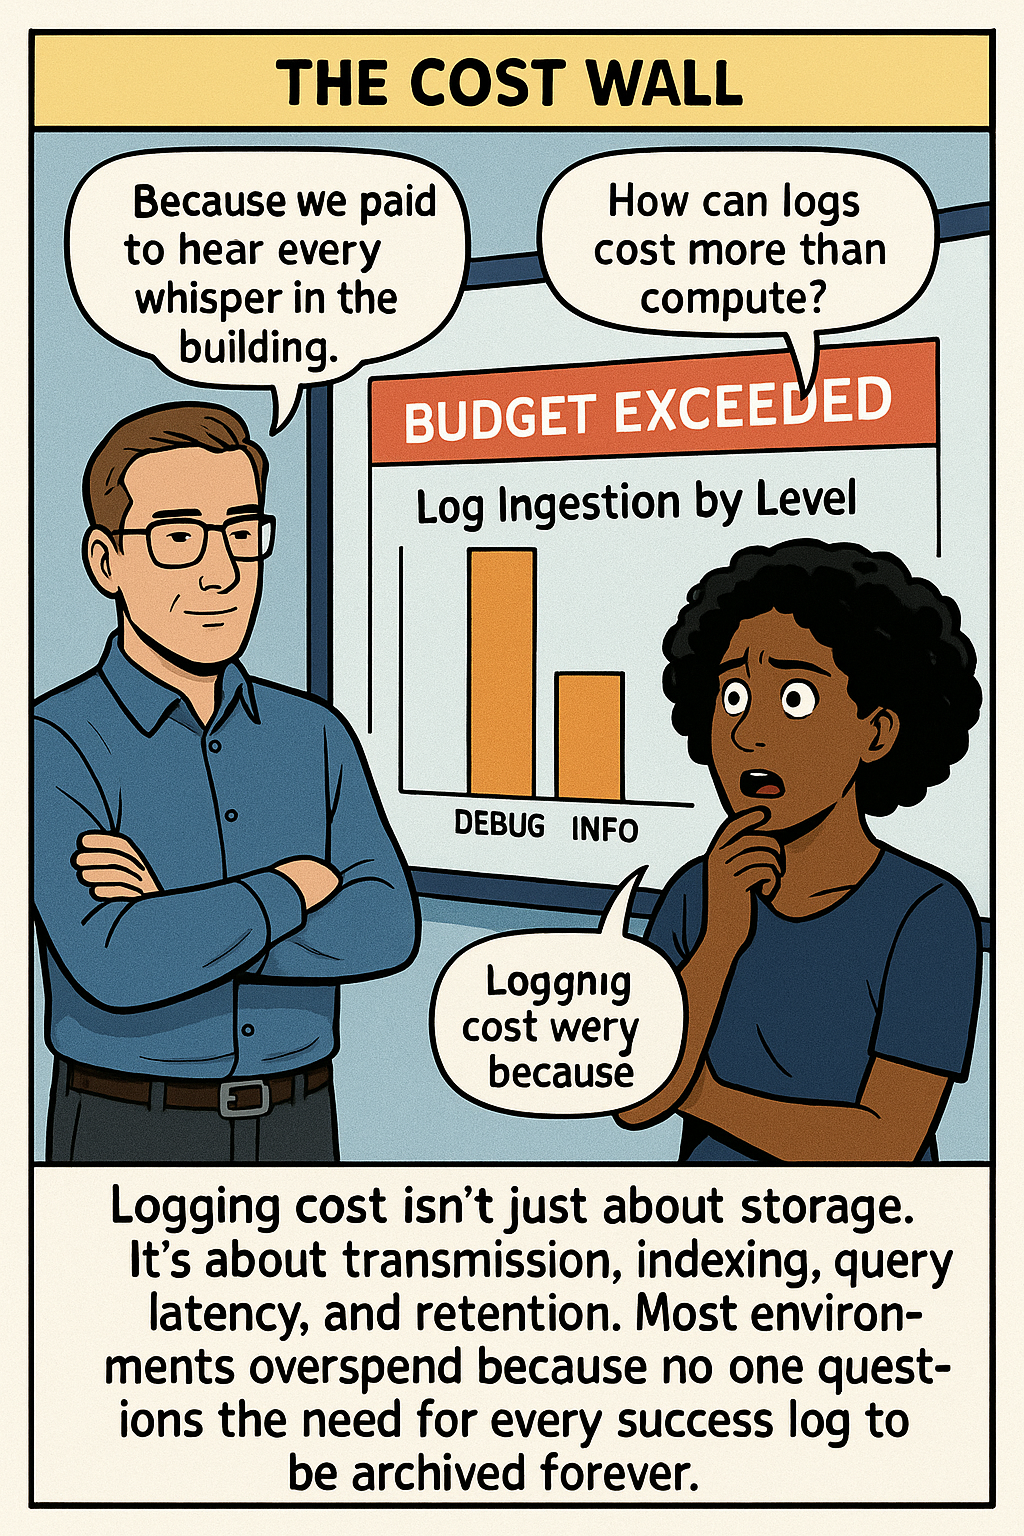 THE COST WALL
Because we paid
to hear every
whisper in the
building.
How can logs
cost more than
compute?
BUDGET EXCEEDED
Log Ingestion by Level
DEBUG INFO
Loggnıg
cost wery
because
Logging cost isn't just about storage.
It's about transmission, indexing, query
latency, and retention. Most environ-
ments overspend because no one quest-
ions the need for every success log to
be archived forever.